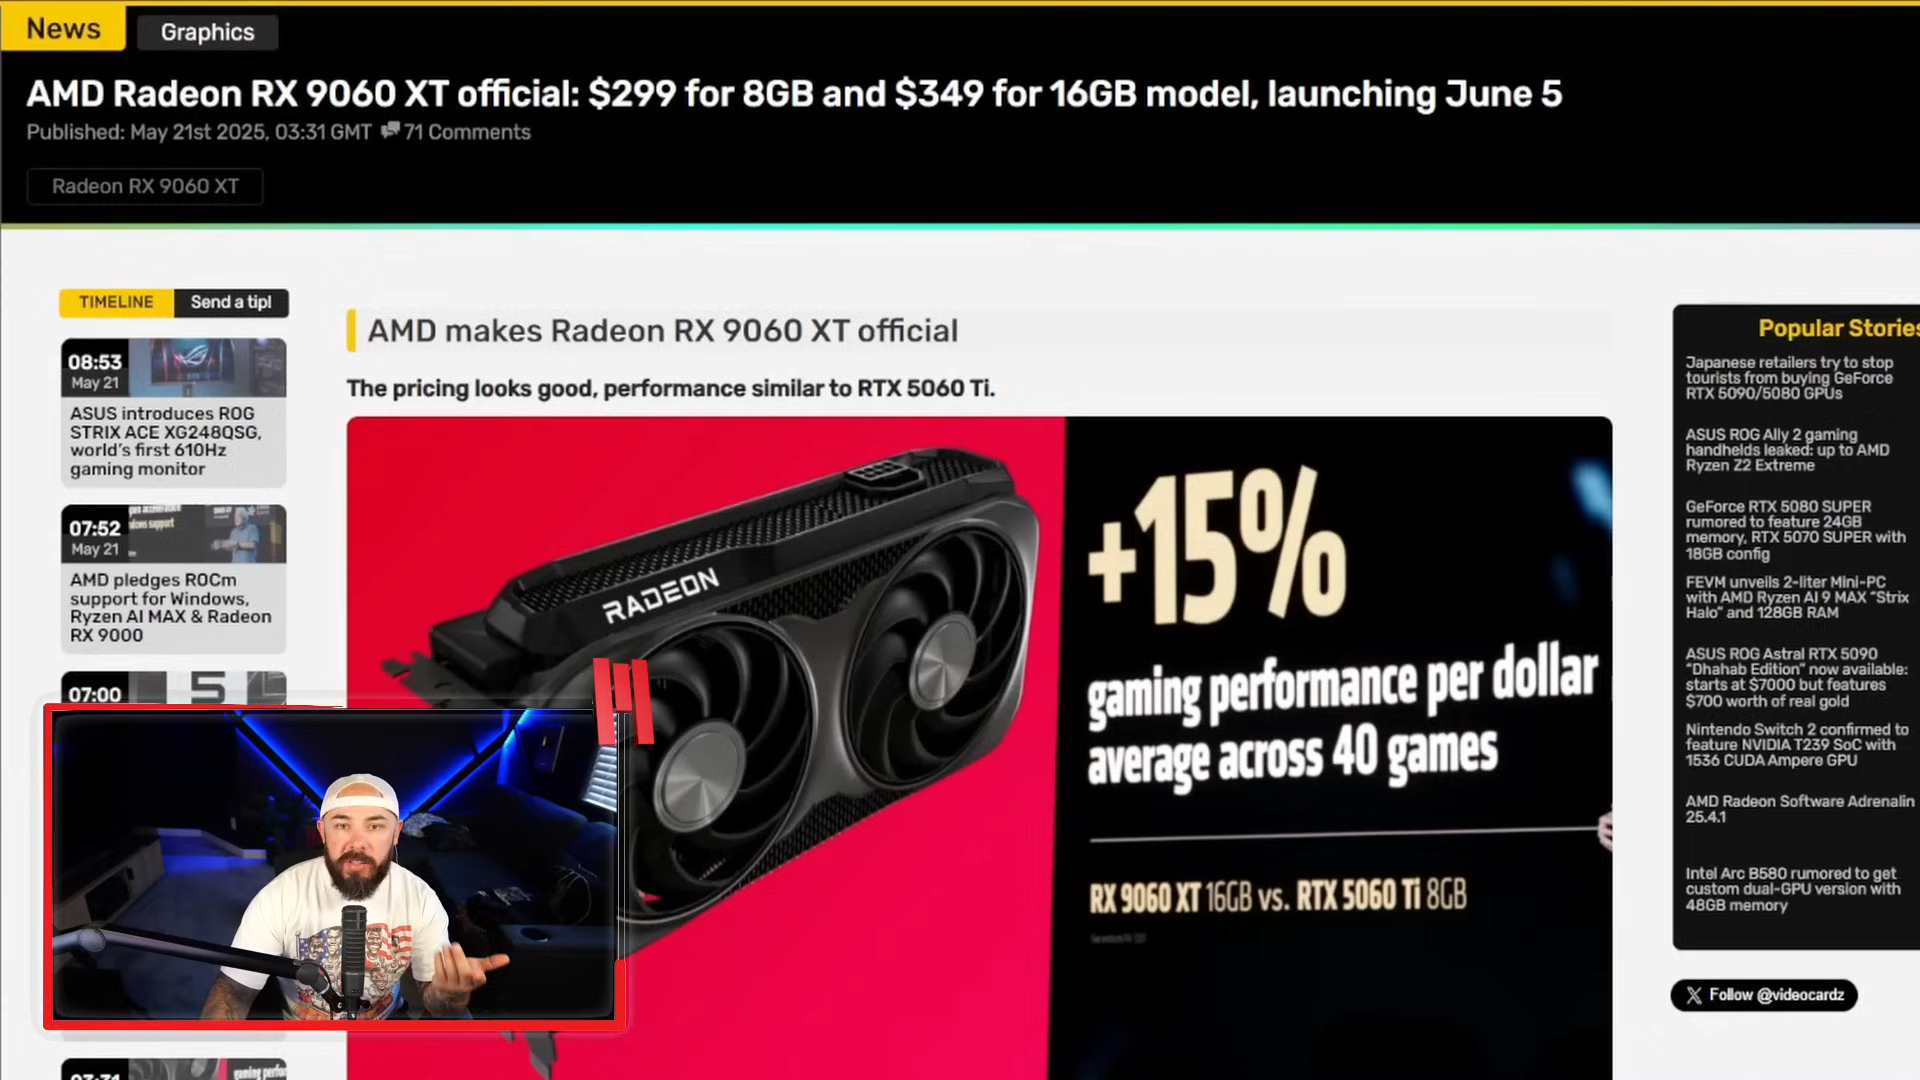 News
Graphics
AMD Radeon RX 9060 XT official: $299 for 8GB and $349 for 16GB model, launching June 5
Published: May 21st 2025, 03:31 GMT 71 Comments
Radeon RX 9060 XT
TIMELINE
Send a tip!
08:53
May 21
ASUS introduces ROG
STRIX ACE XG248QSG,
world's first 610Hz
gaming monitor
07:52
May 21
AMD pledges ROCm
support for Windows,
Ryzen AI MAX & Radeon
RX 9000
07:00
5
03:31
gaming perfor
AMD makes Radeon RX 9060 XT official
The pricing looks good, performance similar to RTX 5060 Ti.
RADEON
+15%
gaming performance per dollar
average across 40 games
RX 9060 XT 16GB vs. RTX 5060 Ti 8GB
Popular Stories
Japanese retailers try to stop
tourists from buying GeForce
RTX 5090/5080 GPUs
ASUS ROG Ally 2 gaming
handhelds leaked: up to AMD
Ryzen Z2 Extreme
GeForce RTX 5080 SUPER
rumored to feature 24GB
memory, RTX 5070 SUPER with
18GB config
FEVM unveils 2-liter Mini-PC
with AMD Ryzen AI 9 MAX "Strix
Halo" and 128GB RAM
ASUS ROG Astral RTX 5090
"Dhahab Edition" now available:
starts at $7000 but features
$700 worth of real gold
Nintendo Switch 2 confirmed to
feature NVIDIA T239 SoC with
1536 CUDA Ampere GPU
AMD Radeon Software Adrenalin
25.4.1
Intel Arc B580 rumored to get
custom dual-GPU version with
48GB memory
Follow @videocardz